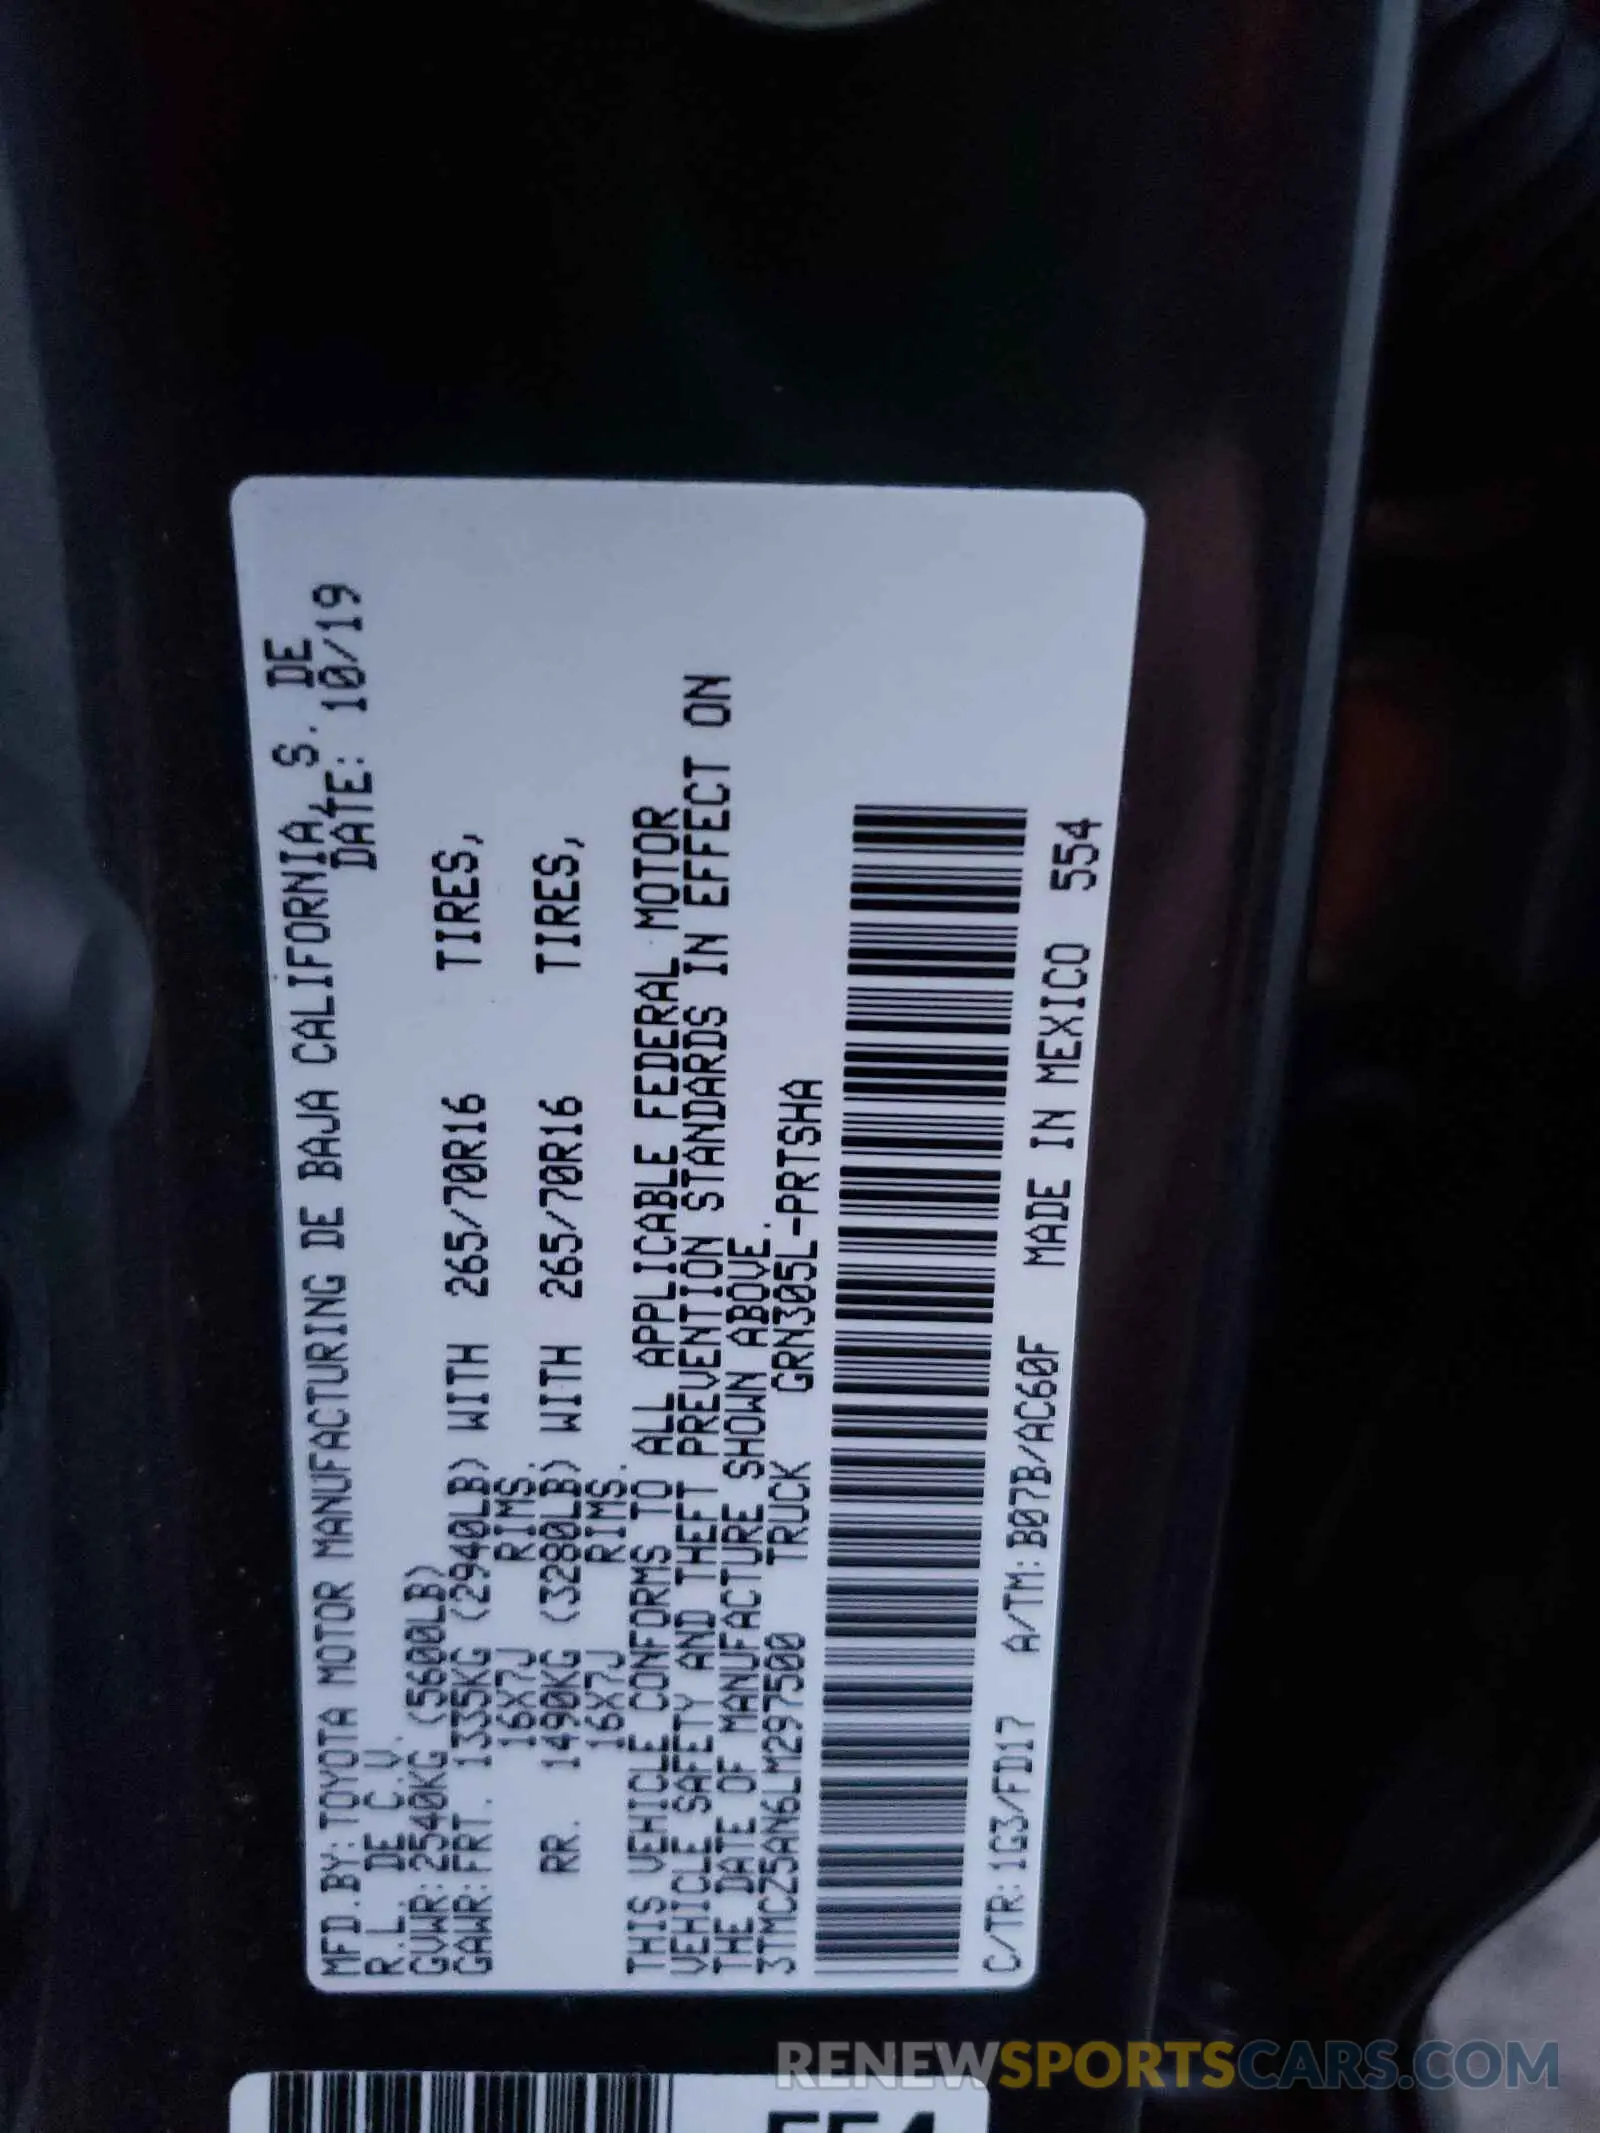 MFD.BY:TOYOTA MOTOR MANUFACTURING DE BAJA CALIFORNIA, S. DE
R.L. DE C.V. DATE: 10/19
GVWR:2540KG (5600LB)
GAWR:FRT. 1335KG (2940LB) WITH 265/70R16 TIRES,
16X7J RIMS.
RR. 1490KG (3280LB) WITH 265/70R16 TIRES,
16X7J RIMS.
THIS VEHICLE CONFORMS TO ALL APPLICABLE FEDERAL MOTOR
VEHICLE SAFETY AND THEFT PREVENTION STANDARDS IN EFFECT ON
THE DATE OF MANUFACTURE SHOWN ABOVE.
3TMCZ5AN6LM297500 TRUCK GRN305L-PRTSHA
C/TR:1G3/FD17 A/TM:B07B/AC60F MADE IN MEXICO 554
554
RENEWSPORTSCARS.COM